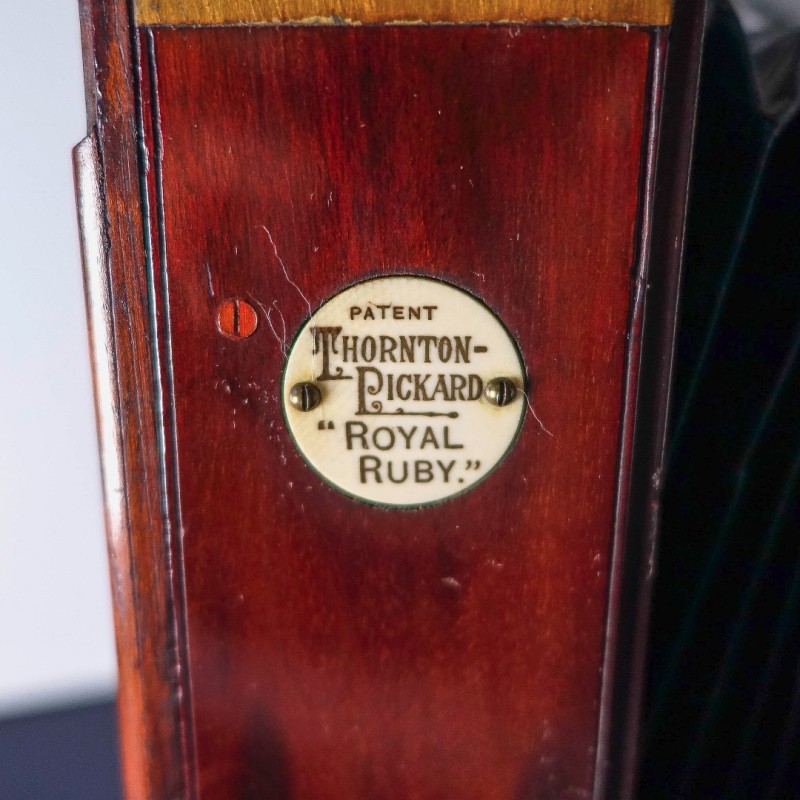 PATENT
THORNTON-
PICKARD
"ROYAL
RUBY."